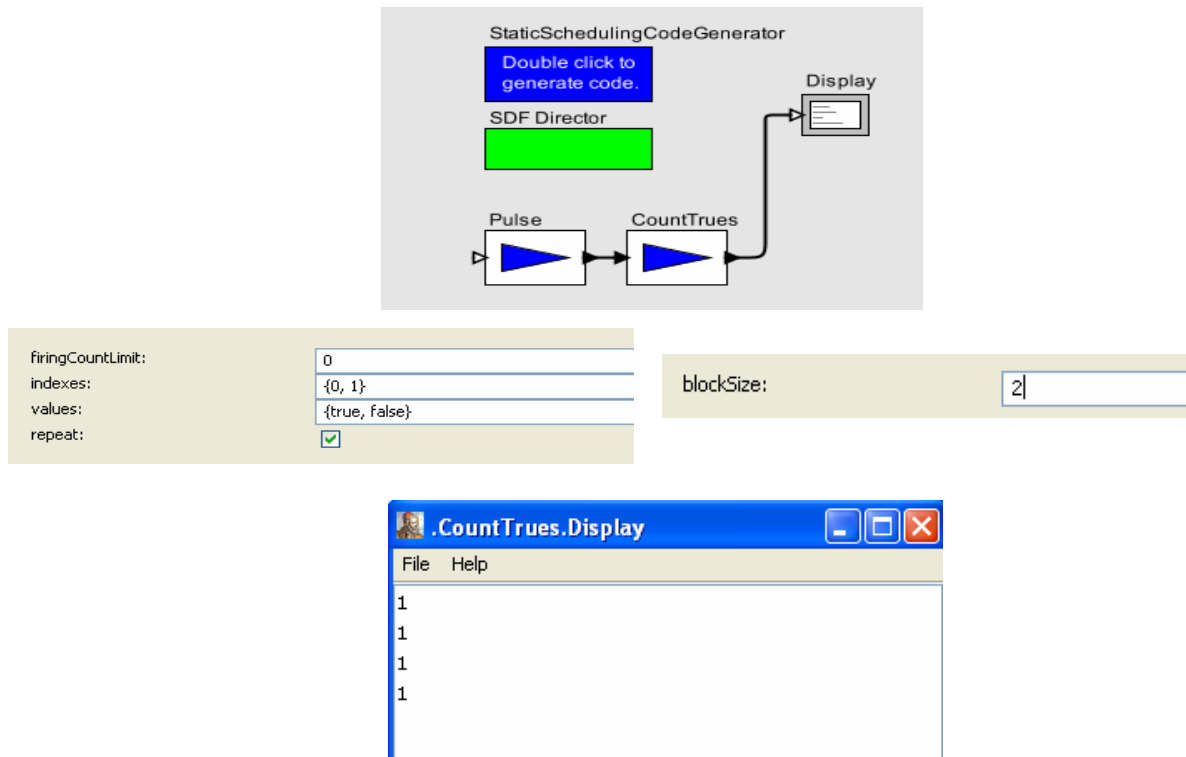 StaticSchedulingCodeGenerator
Double click to
generate code.
Display
SDF Director
Pulse
CountTrues
firingCountLimit:
0
indexes:
{0, 1}
values:
{true, false}
repeat:
blockSize:
2
.CountTrues.Display
File Help
1
1
1
1